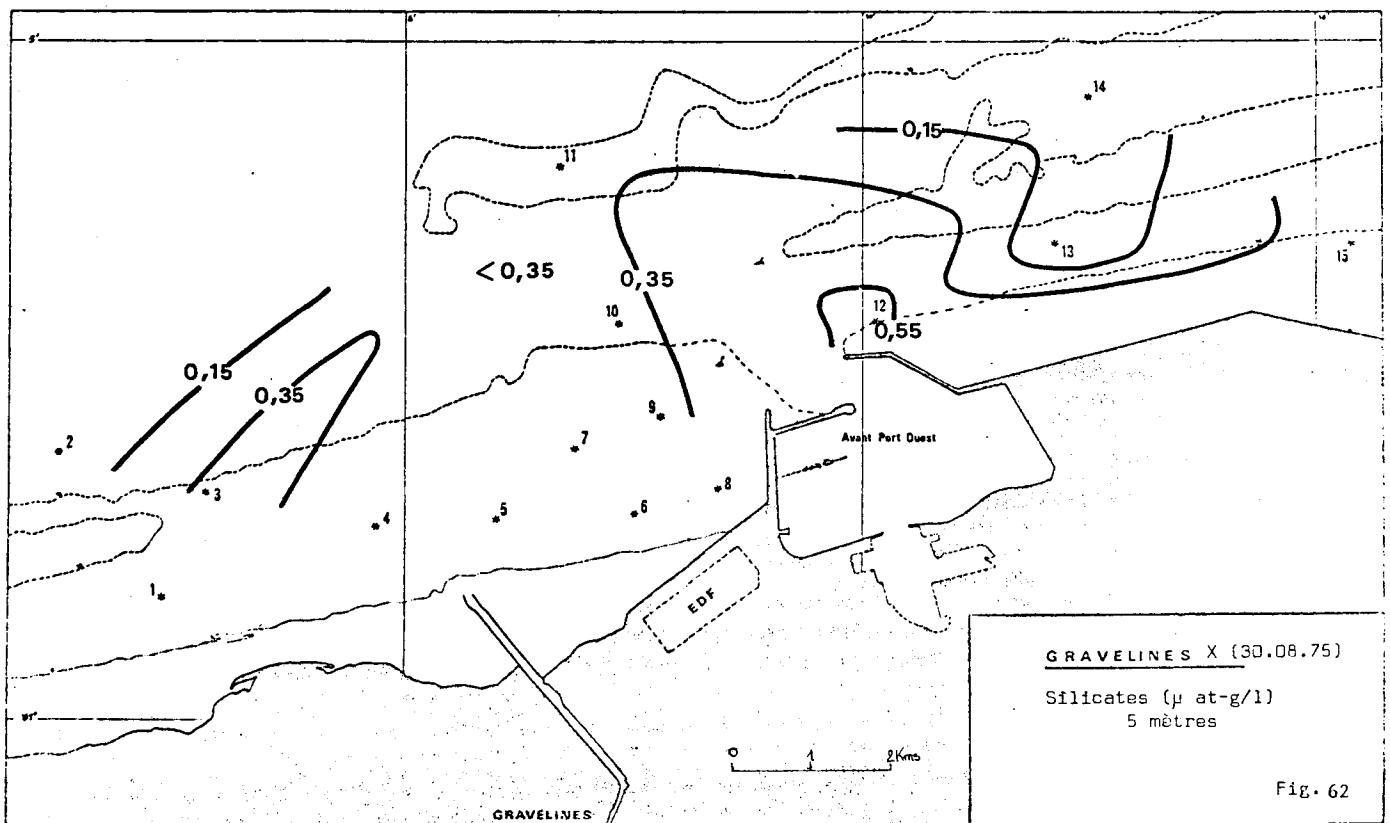 5'
14
0,15
11
13
15
< 0,35
0,35
10
12
0,55
0,15
0,35
9
Avant Port Ouest
2
7
3
8
4
5
6
1
EDF
GRAVELINES X (30.08.75)
Silicates (µ at-g/l)
5 mètres
0 1 2Kms
Fig. 62
GRAVELINES